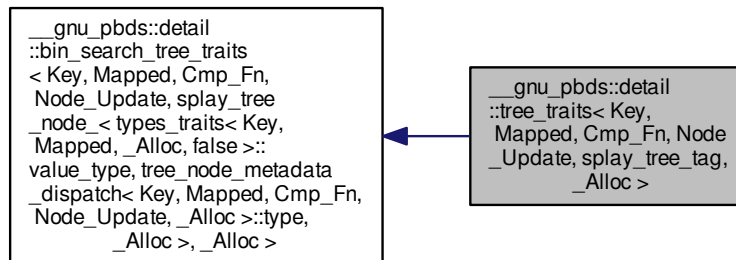 __gnu_pbds::detail
::bin_search_tree_traits
< Key, Mapped, Cmp_Fn,
Node_Update, splay_tree
_node_< types_traits< Key,
Mapped, _Alloc, false >::
value_type, tree_node_metadata
_dispatch< Key, Mapped, Cmp_Fn,
Node_Update, _Alloc >::type,
_Alloc >, _Alloc >
__gnu_pbds::detail
::tree_traits< Key,
Mapped, Cmp_Fn, Node
_Update, splay_tree_tag,
_Alloc >